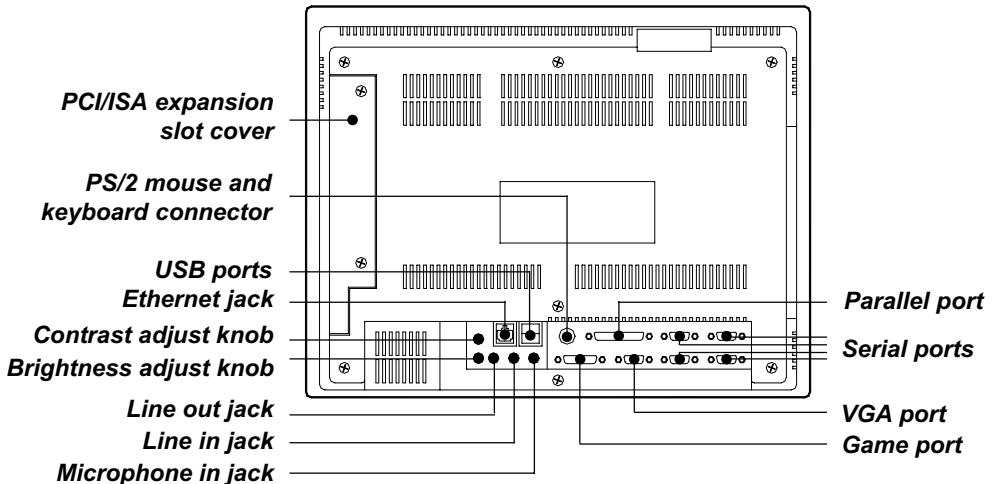 PCI/ISA expansion
slot cover
PS/2 mouse and
keyboard connector
USB ports
Ethernet jack
Contrast adjust knob
Brightness adjust knob
Line out jack
Line in jack
Microphone in jack
Parallel port
Serial ports
VGA port
Game port